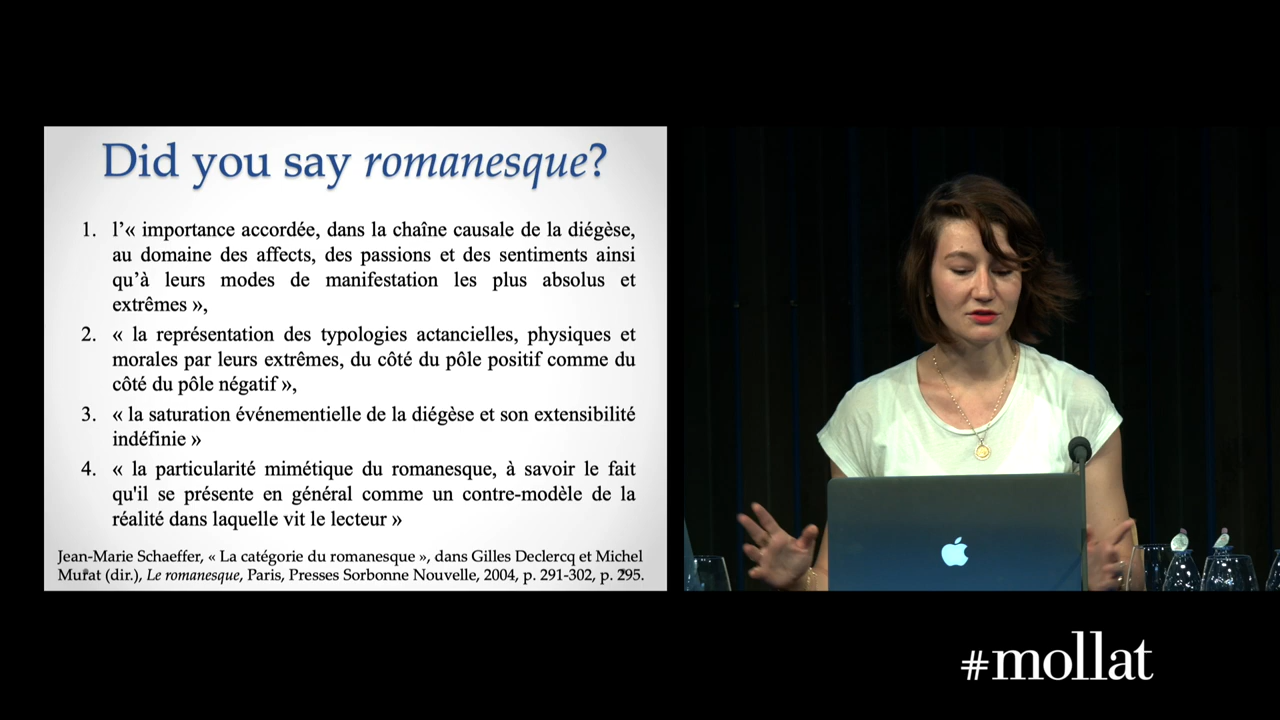 Did you say romanesque?
1. l’« importance accordée, dans la chaîne causale de la diégèse,
au domaine des affects, des passions et des sentiments ainsi
qu’à leurs modes de manifestation les plus absolus et
extrêmes »,
2. « la représentation des typologies actancielles, physiques et
morales par leurs extrêmes, du côté du pôle positif comme du
côté du pôle négatif »,
3. « la saturation événementielle de la diégèse et son extensibilité
indéfinie »
4. « la particularité mimétique du romanesque, à savoir le fait
qu'il se présente en général comme un contre-modèle de la
réalité dans laquelle vit le lecteur »
Jean-Marie Schaeffer, « La catégorie du romanesque », dans Gilles Declercq et Michel
Murat (dir.), Le romanesque, Paris, Presses Sorbonne Nouvelle, 2004, p. 291-302, p. 295.
#mollat